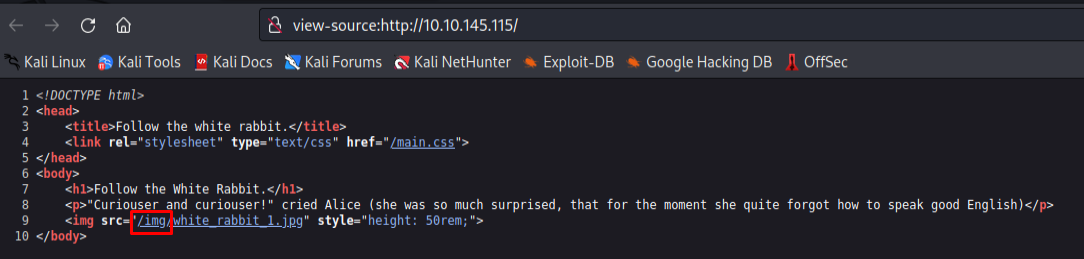 view-source:http://10.10.145.115/
Kali Linux Kali Tools Kali Docs Kali Forums Kali NetHunter Exploit-DB Google Hacking DB OffSec
1 <!DOCTYPE html>
2 <head>
3 <title>Follow the white rabbit.</title>
4 <link rel="stylesheet" type="text/css" href="/main.css">
5 </head>
6 <body>
7 <h1>Follow the White Rabbit.</h1>
8 <p>"Curiouser and curiouser!" cried Alice (she was so much surprised, that for the moment she quite forgot how to speak good English)</p>
9 <img src="/img/white_rabbit_1.jpg" style="height: 50rem;">
10 </body>